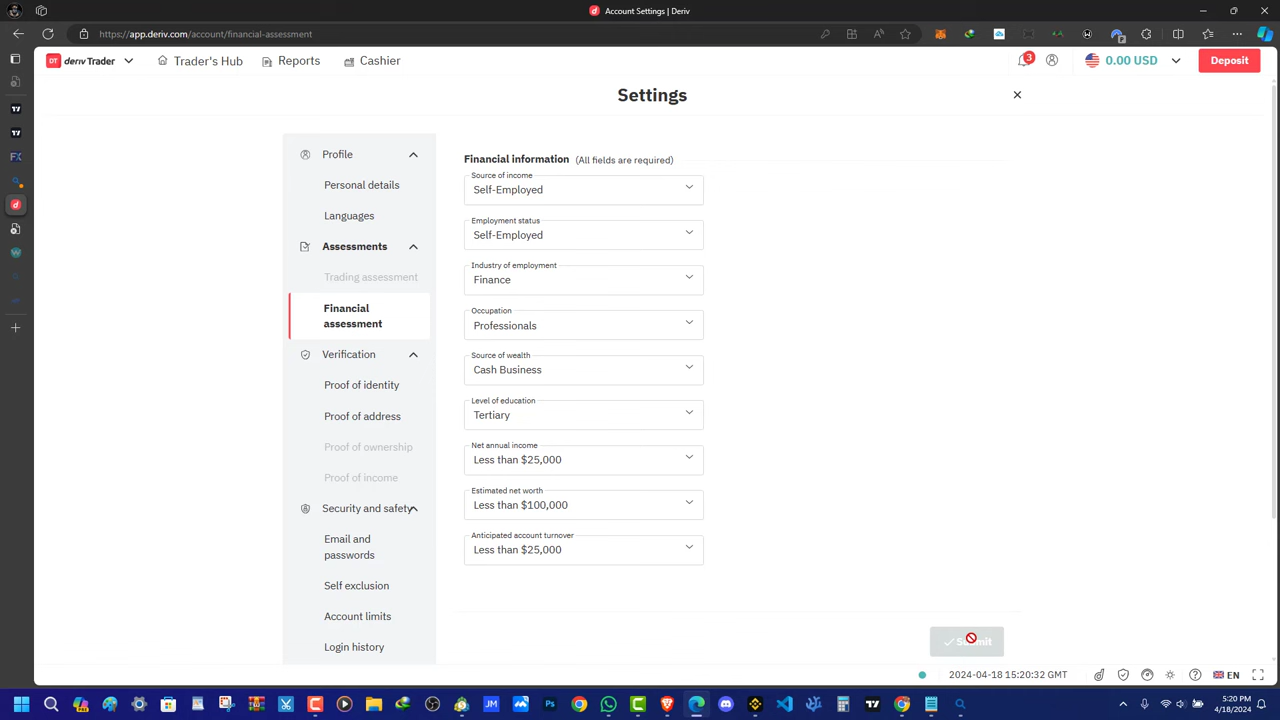 Account Settings | Deriv
https://app.deriv.com/account/financial-assessment
DT deriv Trader Trader's Hub Reports Cashier 3 0.00 USD Deposit
Settings
Profile
Personal details
Languages
Assessments
Trading assessment
Financial
assessment
Verification
Proof of identity
Proof of address
Proof of ownership
Proof of income
Security and safety
Email and
passwords
Self exclusion
Account limits
Login history
Financial information (All fields are required)
Source of income
Self-Employed
Employment status
Self-Employed
Industry of employment
Finance
Occupation
Professionals
Source of wealth
Cash Business
Level of education
Tertiary
Net annual income
Less than $25,000
Estimated net worth
Less than $100,000
Anticipated account turnover
Less than $25,000
Submit
2024-04-18 15:20:32 GMT EN
5:20 PM
4/18/2024